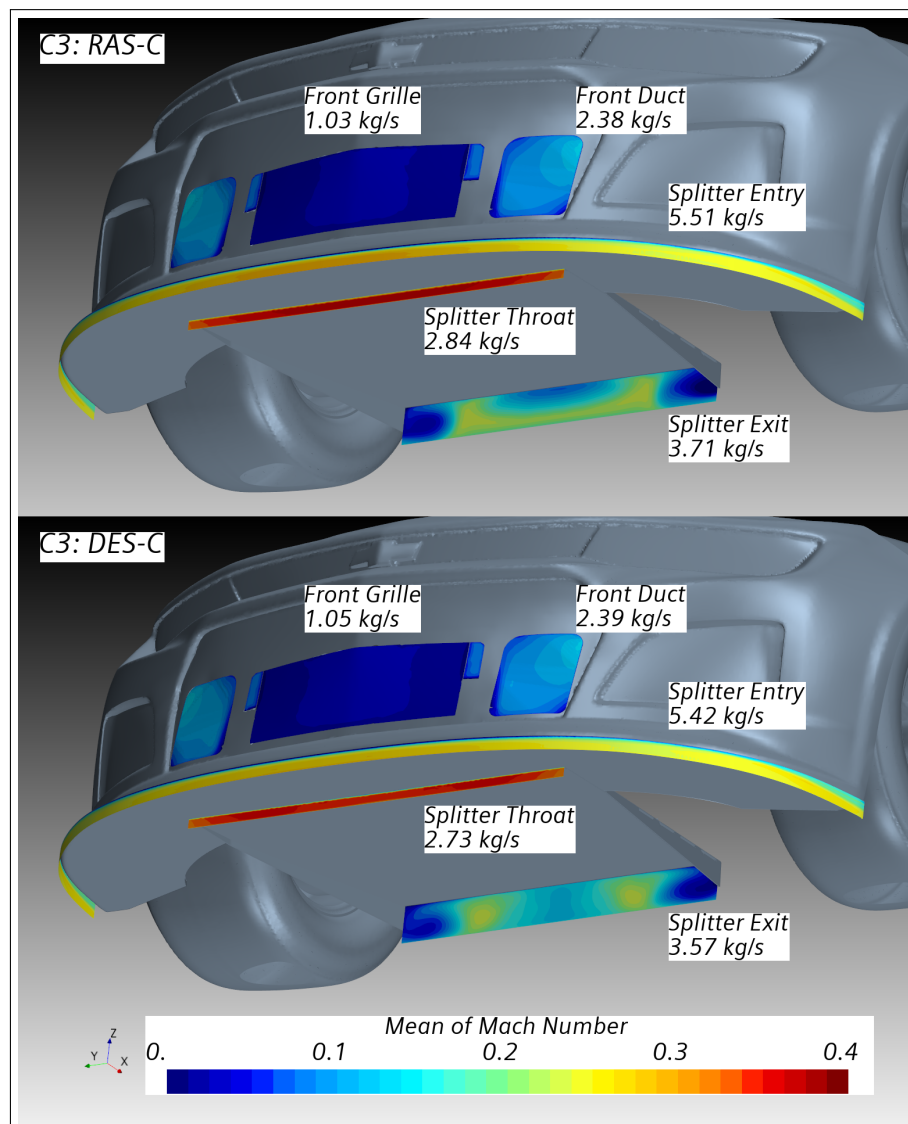 C3: RAS-C
Front Grille
1.03 kg/s
Front Duct
2.38 kg/s
Splitter Entry
5.51 kg/s
Splitter Throat
2.84 kg/s
Splitter Exit
3.71 kg/s
C3: DES-C
Front Grille
1.05 kg/s
Front Duct
2.39 kg/s
Splitter Entry
5.42 kg/s
Splitter Throat
2.73 kg/s
Splitter Exit
3.57 kg/s
Z
Y
X
Mean of Mach Number
0. 0.1 0.2 0.3 0.4